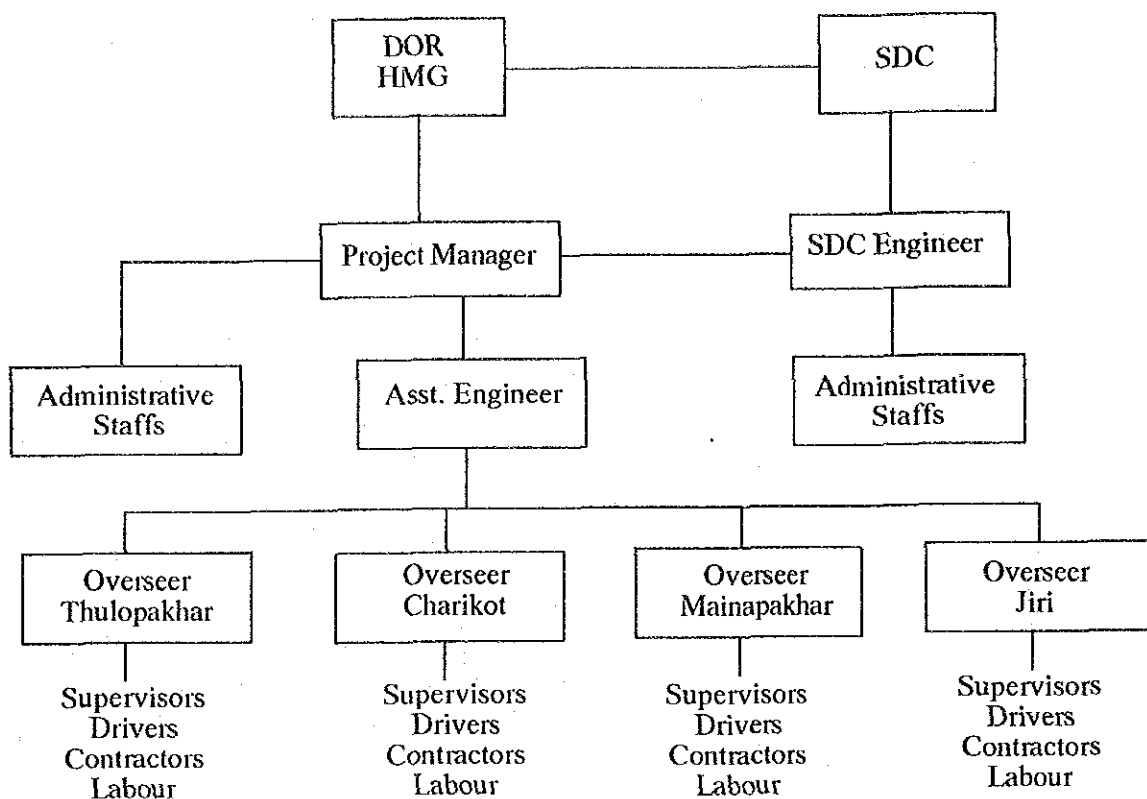 DOR
HMG
SDC
Project Manager
SDC Engineer
Administrative
Staffs
Asst. Engineer
Administrative
Staffs
Overseer
Thulopakhar
Overseer
Charikot
Overseer
Mainapakhar
Overseer
Jiri
Supervisors
Drivers
Contractors
Labour
Supervisors
Drivers
Contractors
Labour
Supervisors
Drivers
Contractors
Labour
Supervisors
Drivers
Contractors
Labour